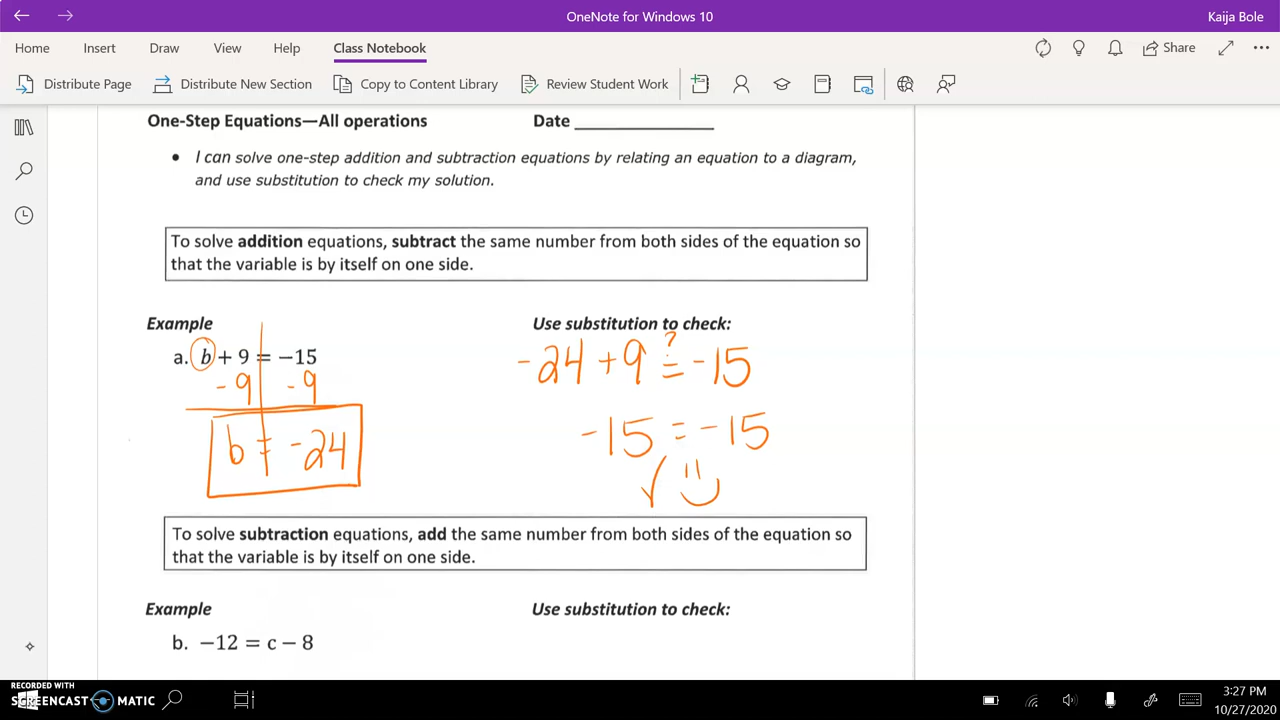 OneNote for Windows 10
Kaija Bole
Home Insert Draw View Help Class Notebook Share
Distribute Page Distribute New Section Copy to Content Library Review Student Work
One-Step Equations—All operations Date ______________
• I can solve one-step addition and subtraction equations by relating an equation to a diagram,
and use substitution to check my solution.
To solve addition equations, subtract the same number from both sides of the equation so
that the variable is by itself on one side.
Example Use substitution to check:
a. b + 9 = −15 -24 + 9 ≟ -15
-9 -9
b = -24 -15 = -15
To solve subtraction equations, add the same number from both sides of the equation so
that the variable is by itself on one side.
Example Use substitution to check:
b. −12 = c − 8
RECORDED WITH
SCREENCAST MATIC
3:27 PM
10/27/2020